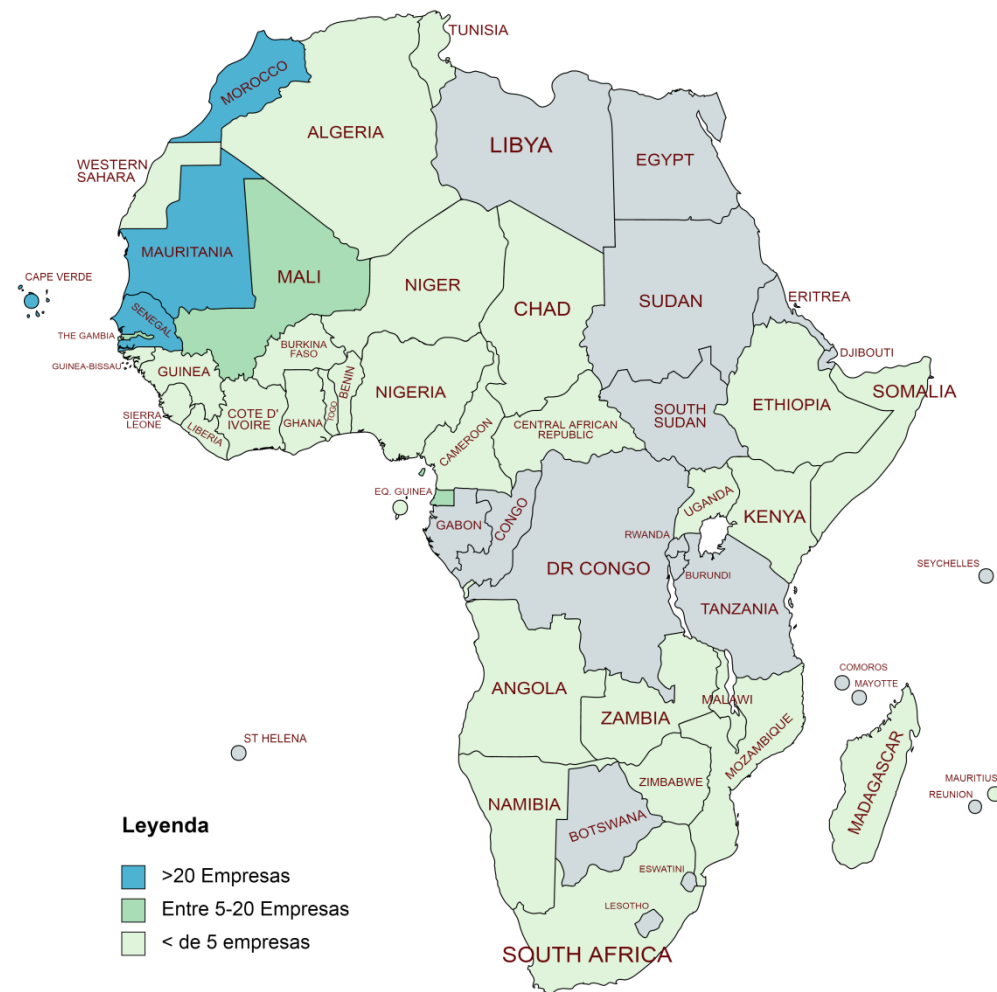 TUNISIA
MOROCCO
ALGERIA
LIBYA
EGYPT
WESTERN
SAHARA
MAURITANIA
MALI
NIGER
CHAD
SUDAN
ERITREA
CAPE VERDE
SENEGAL
THE GAMBIA
GUINEA-BISSAU
GUINEA
BURKINA
FASO
BENIN
TOGO
NIGERIA
DJIBOUTI
SOMALIA
ETHIOPIA
SOUTH
SUDAN
SIERRA
LEONE
LIBERIA
COTE D'
IVOIRE
GHANA
CAMEROON
CENTRAL AFRICAN
REPUBLIC
EQ. GUINEA
GABON
CONGO
UGANDA
KENYA
RWANDA
DR CONGO
BURUNDI
TANZANIA
SEYCHELLES
COMOROS
MAYOTTE
ANGOLA
ZAMBIA
MALAWI
MOZAMBIQUE
MADAGASCAR
ST HELENA
MAURITIUS
REUNION
NAMIBIA
ZIMBABWE
BOTSWANA
ESWATINI
LESOTHO
SOUTH AFRICA
Leyenda
>20 Empresas
Entre 5-20 Empresas
< de 5 empresas